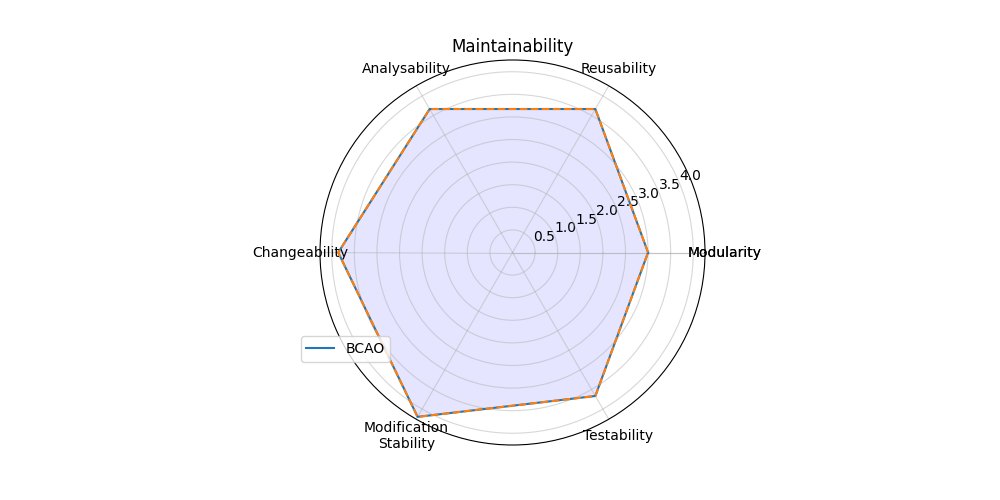 Maintainability
Analysability
Reusability
4.0
3.5
3.0
2.5
2.0
1.5
1.0
0.5
Changeability
Modularity
BCAO
Modification
Stability
Testability